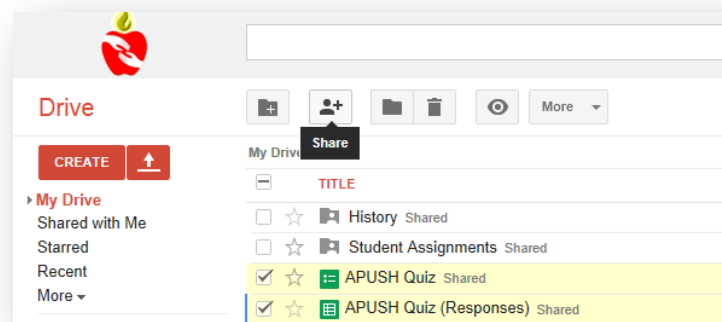 Drive
More
Share
CREATE
My Drive
TITLE
My Drive
History Shared
Shared with Me
Student Assignments Shared
Starred
Recent
APUSH Quiz Shared
More
APUSH Quiz (Responses) Shared